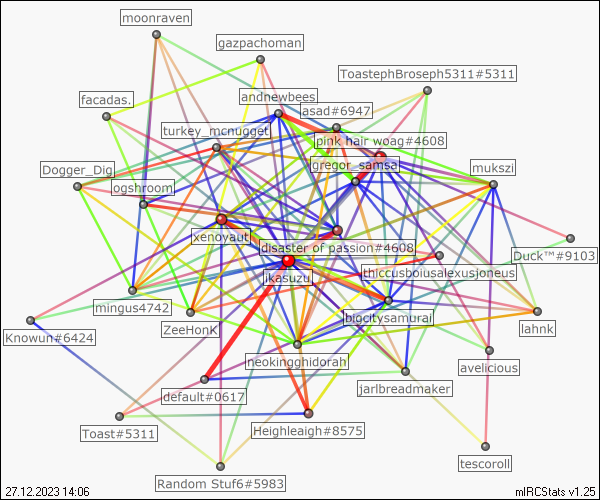 moonraven
gazpachoman
ToastephBroseph5311#5311
facadas.
andnewbees
asad#6947
turkey_mcnugget
pink hair woag#4608
gregor_samsa
Dogger_Dig
ogshroom
mukszi
xenoyaut
disaster of passion#4608
Duck™#9103
jkasuzu
thiccusboiusalexusjoneus
mingus4742
ZeeHonK
bigcitysamurai
lahnk
Knowun#6424
neokingghidorah
avelicious
default#0617
jarlbreadmaker
Toast#5311
Heighleaigh#8575
tescoroll
Random Stuf6#5983
27.12.2023 14:06
mIRCStats v1.25